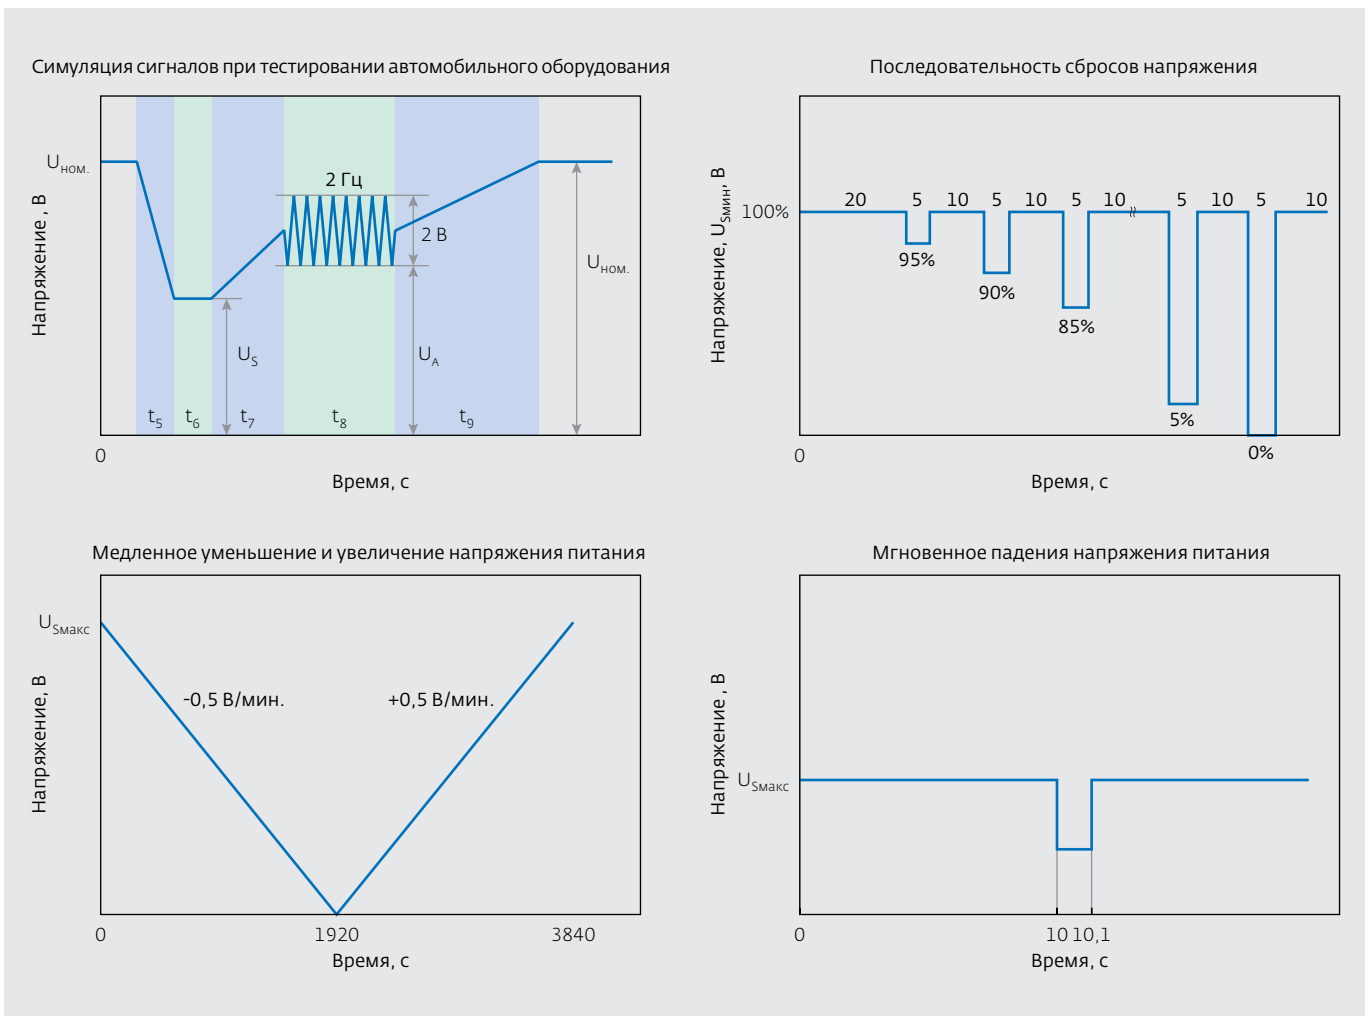 Симуляция сигналов при тестировании автомобильного оборудования
Uном.
2 Гц
2 В
Uном.
US
UA
t5 t6 t7 t8 t9
Напряжение , В
0
Время, с
Последовательность сбросов напряжения
20 5 10 5 10 5 10 5 10 5 10
100%
95%
90%
85%
5%
0%
Напряжение, USмин, В
0
Время, с
Медленное уменьшение и увеличение напряжения питания
USмакс
-0,5 В/мин. +0,5 В/мин.
Напряжение, В
0 1920 3840
Время, с
Мгновенное падения напряжения питания
USмакс
Напряжение , В
0 10 10,1
Время, с